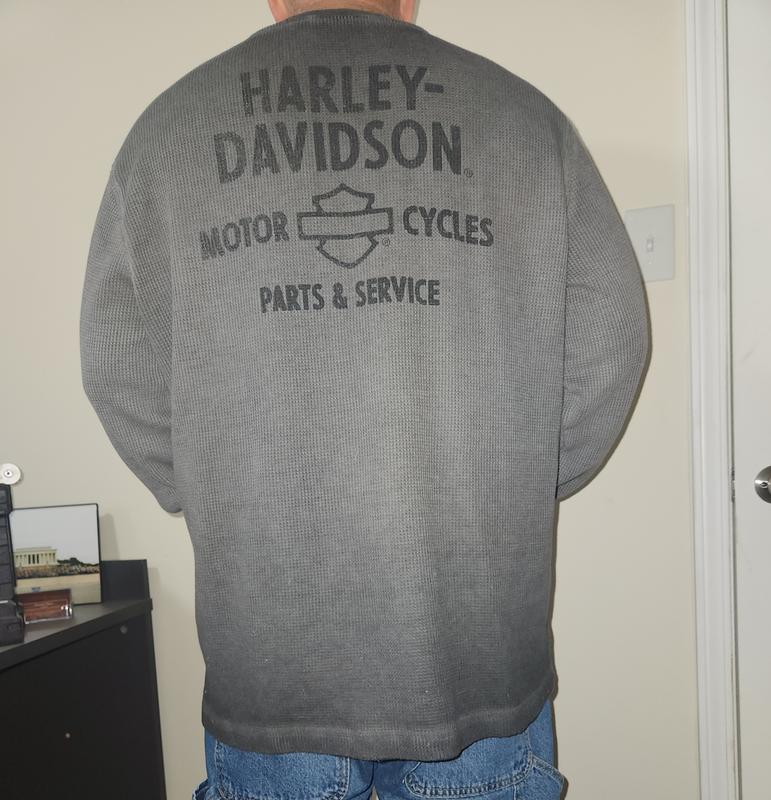 HARLEY-
DAVIDSON®
MOTOR ® CYCLES
PARTS & SERVICE